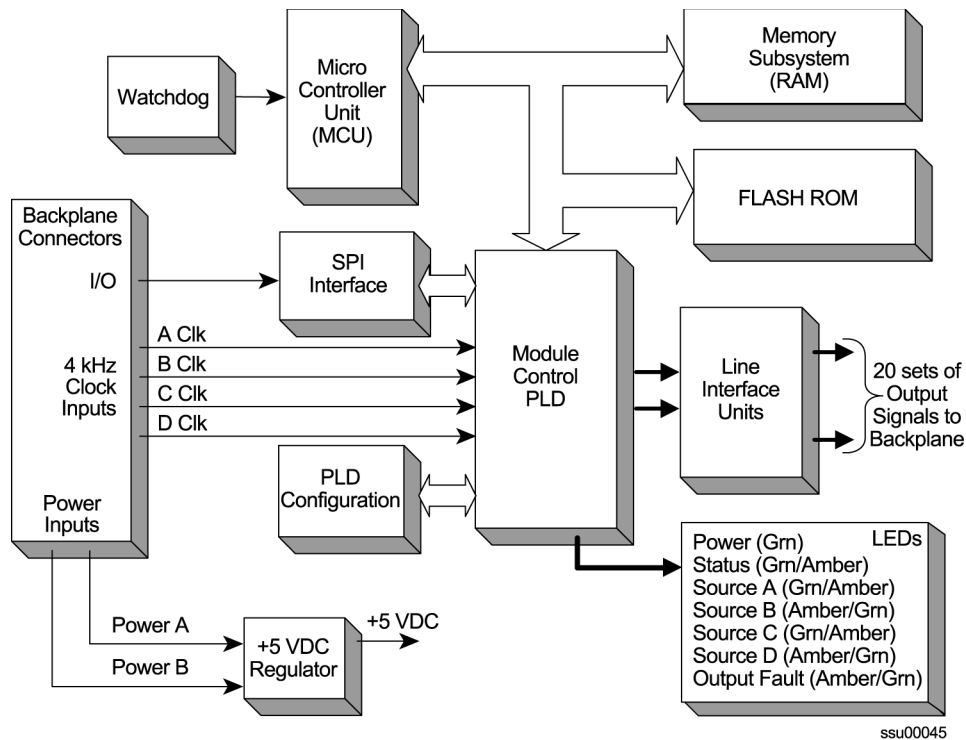 Watchdog
Micro
Controller
Unit
(MCU)
Memory
Subsystem
(RAM)
FLASH ROM
Backplane
Connectors
I/O
4 kHz
Clock
Inputs
Power
Inputs
SPI
Interface
A Clk
B Clk
C Clk
D Clk
PLD
Configuration
Module
Control
PLD
Line
Interface
Units
20 sets of
Output
Signals to
Backplane
LEDs
Power (Grn)
Status (Grn/Amber)
Source A (Grn/Amber)
Source B (Amber/Grn)
Source C (Grn/Amber)
Source D (Amber/Grn)
Output Fault (Amber/Grn)
Power A
Power B
+5 VDC
Regulator
+5 VDC
ssu00045